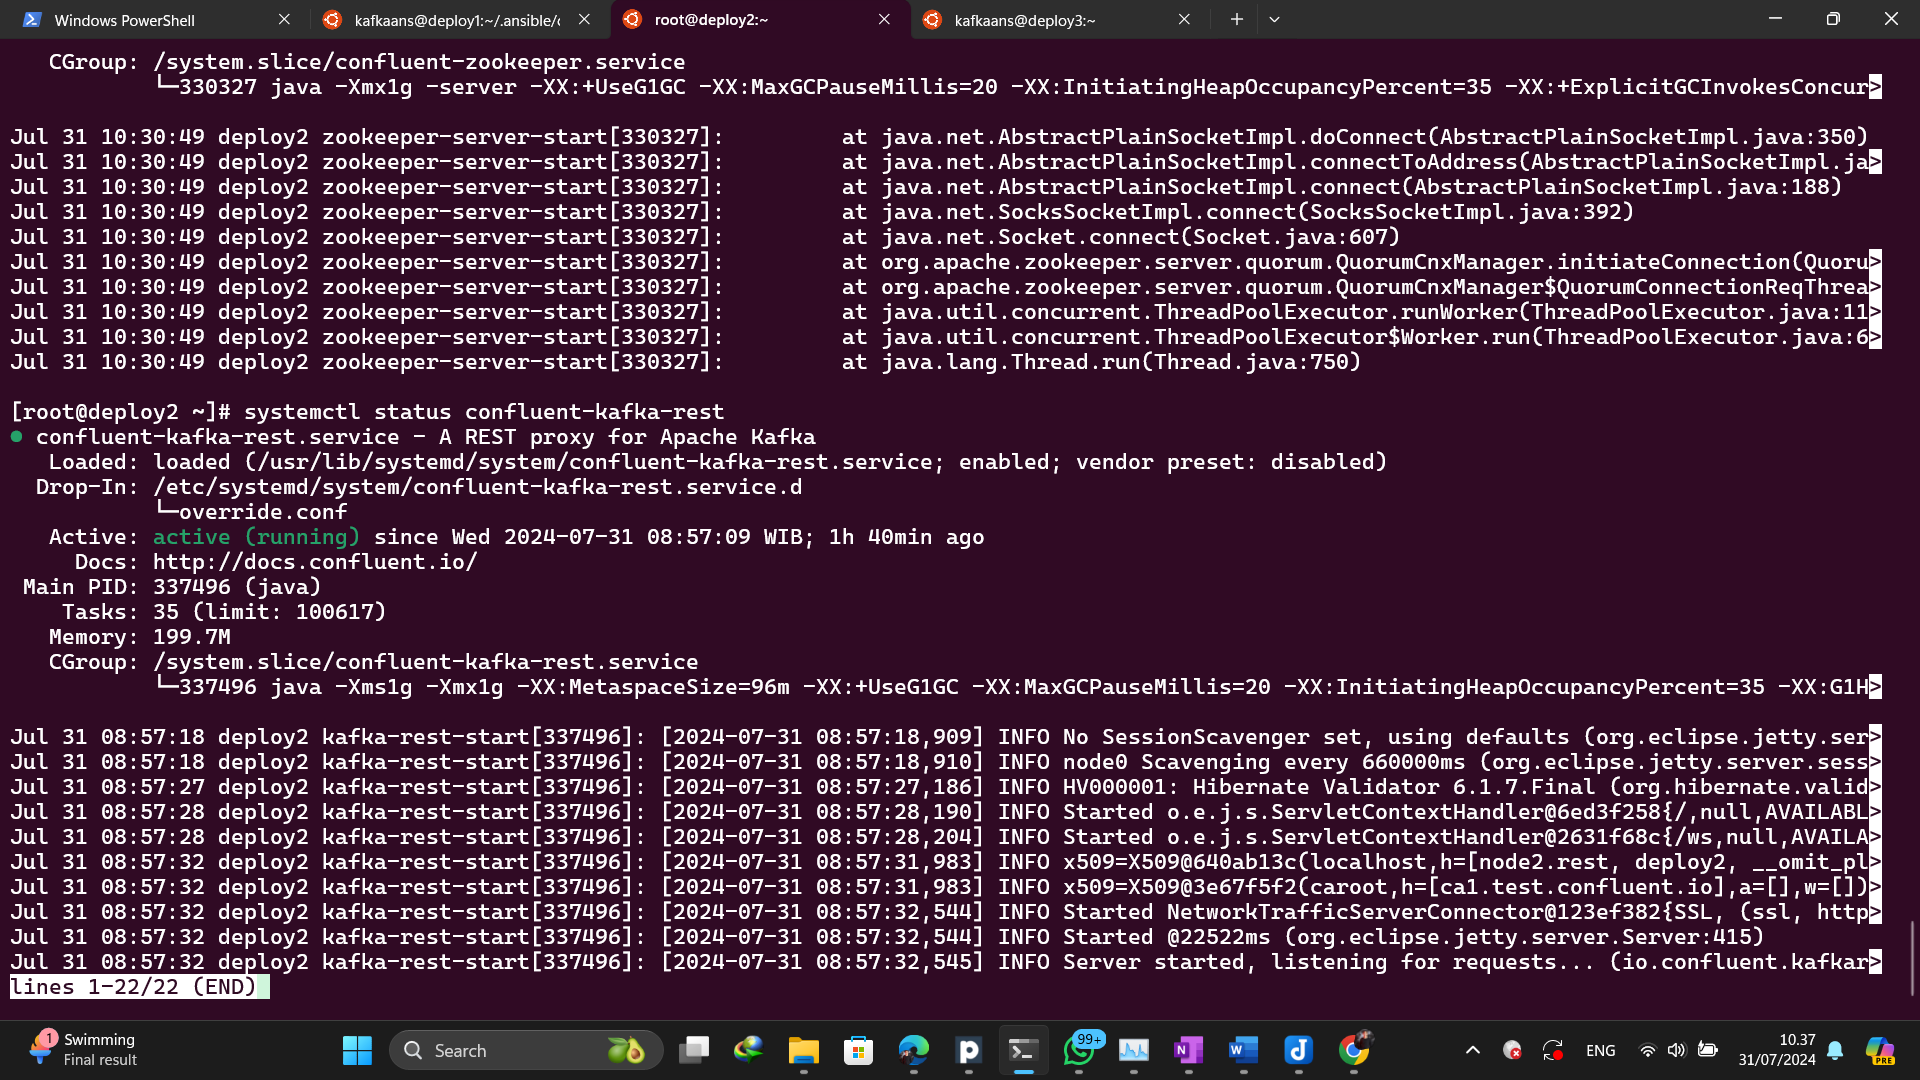 Windows PowerShell
kafkaans@deploy1:~/.ansible/c
root@deploy2:~
kafkaans@deploy3:~
CGroup: /system.slice/confluent-zookeeper.service
└─330327 java -Xmx1g -server -XX:+UseG1GC -XX:MaxGCPauseMillis=20 -XX:InitiatingHeapOccupancyPercent=35 -XX:+ExplicitGCInvokesConcur>
Jul 31 10:30:49 deploy2 zookeeper-server-start[330327]:         at java.net.AbstractPlainSocketImpl.doConnect(AbstractPlainSocketImpl.java:350)
Jul 31 10:30:49 deploy2 zookeeper-server-start[330327]:         at java.net.AbstractPlainSocketImpl.connectToAddress(AbstractPlainSocketImpl.ja>
Jul 31 10:30:49 deploy2 zookeeper-server-start[330327]:         at java.net.AbstractPlainSocketImpl.connect(AbstractPlainSocketImpl.java:188)
Jul 31 10:30:49 deploy2 zookeeper-server-start[330327]:         at java.net.SocksSocketImpl.connect(SocksSocketImpl.java:392)
Jul 31 10:30:49 deploy2 zookeeper-server-start[330327]:         at java.net.Socket.connect(Socket.java:607)
Jul 31 10:30:49 deploy2 zookeeper-server-start[330327]:         at org.apache.zookeeper.server.quorum.QuorumCnxManager.initiateConnection(Quoru>
Jul 31 10:30:49 deploy2 zookeeper-server-start[330327]:         at org.apache.zookeeper.server.quorum.QuorumCnxManager$QuorumConnectionReqThrea>
Jul 31 10:30:49 deploy2 zookeeper-server-start[330327]:         at java.util.concurrent.ThreadPoolExecutor.runWorker(ThreadPoolExecutor.java:11>
Jul 31 10:30:49 deploy2 zookeeper-server-start[330327]:         at java.util.concurrent.ThreadPoolExecutor$Worker.run(ThreadPoolExecutor.java:6>
Jul 31 10:30:49 deploy2 zookeeper-server-start[330327]:         at java.lang.Thread.run(Thread.java:750)
[root@deploy2 ~]# systemctl status confluent-kafka-rest
● confluent-kafka-rest.service - A REST proxy for Apache Kafka
Loaded: loaded (/usr/lib/systemd/system/confluent-kafka-rest.service; enabled; vendor preset: disabled)
Drop-In: /etc/systemd/system/confluent-kafka-rest.service.d
└─override.conf
Active: active (running) since Wed 2024-07-31 08:57:09 WIB; 1h 40min ago
Docs: http://docs.confluent.io/
Main PID: 337496 (java)
Tasks: 35 (limit: 100617)
Memory: 199.7M
CGroup: /system.slice/confluent-kafka-rest.service
└─337496 java -Xms1g -Xmx1g -XX:MetaspaceSize=96m -XX:+UseG1GC -XX:MaxGCPauseMillis=20 -XX:InitiatingHeapOccupancyPercent=35 -XX:G1H>
Jul 31 08:57:18 deploy2 kafka-rest-start[337496]: [2024-07-31 08:57:18,909] INFO No SessionScavenger set, using defaults (org.eclipse.jetty.ser>
Jul 31 08:57:18 deploy2 kafka-rest-start[337496]: [2024-07-31 08:57:18,910] INFO node0 Scavenging every 660000ms (org.eclipse.jetty.server.sess>
Jul 31 08:57:27 deploy2 kafka-rest-start[337496]: [2024-07-31 08:57:27,186] INFO HV000001: Hibernate Validator 6.1.7.Final (org.hibernate.valid>
Jul 31 08:57:28 deploy2 kafka-rest-start[337496]: [2024-07-31 08:57:28,190] INFO Started o.e.j.s.ServletContextHandler@6ed3f258{/,null,AVAILABL>
Jul 31 08:57:28 deploy2 kafka-rest-start[337496]: [2024-07-31 08:57:28,204] INFO Started o.e.j.s.ServletContextHandler@2631f68c{/ws,null,AVAILA>
Jul 31 08:57:32 deploy2 kafka-rest-start[337496]: [2024-07-31 08:57:31,983] INFO x509=X509@640ab13c(localhost,h=[node2.rest, deploy2, __omit_pl>
Jul 31 08:57:32 deploy2 kafka-rest-start[337496]: [2024-07-31 08:57:31,983] INFO x509=X509@3e67f5f2(caroot,h=[ca1.test.confluent.io],a=[],w=[])>
Jul 31 08:57:32 deploy2 kafka-rest-start[337496]: [2024-07-31 08:57:32,544] INFO Started NetworkTrafficServerConnector@123ef382{SSL, (ssl, http>
Jul 31 08:57:32 deploy2 kafka-rest-start[337496]: [2024-07-31 08:57:32,544] INFO Started @22522ms (org.eclipse.jetty.server.Server:415)
Jul 31 08:57:32 deploy2 kafka-rest-start[337496]: [2024-07-31 08:57:32,545] INFO Server started, listening for requests... (io.confluent.kafkar>
lines 1-22/22 (END)
1
Swimming
Final result
Search
99+
ENG
10.37
31/07/2024
PRE